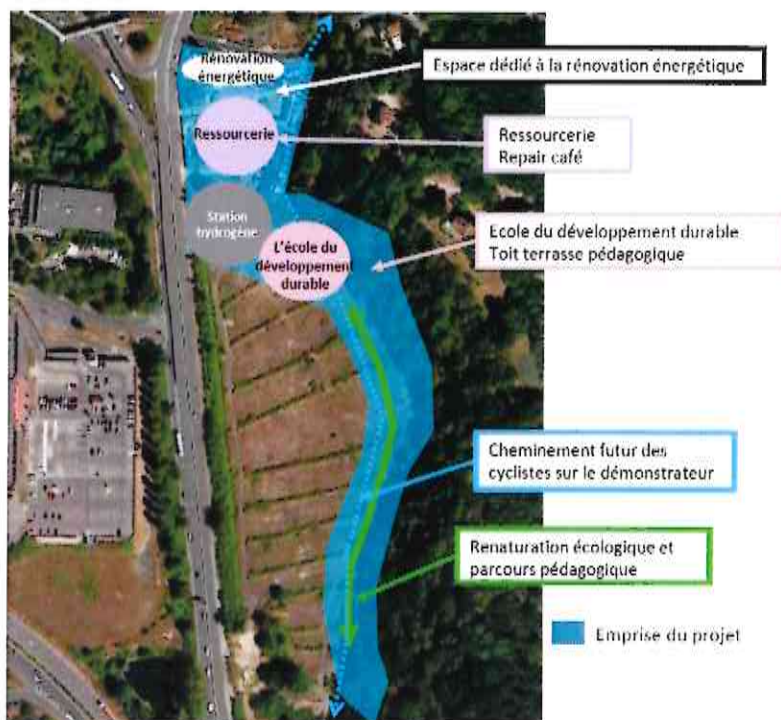 Rénovation
énergétique
Espace dédié à la rénovation énergétique
Ressourcerie
Ressourcerie
Repair café
Station
hydrogène
L'école du
développement
durable
Ecole du développement durable
Toit terrasse pédagogique
Cheminement futur des
cyclistes sur le démonstrateur
Renaturation écologique et
parcours pédagogique
Emprise du projet